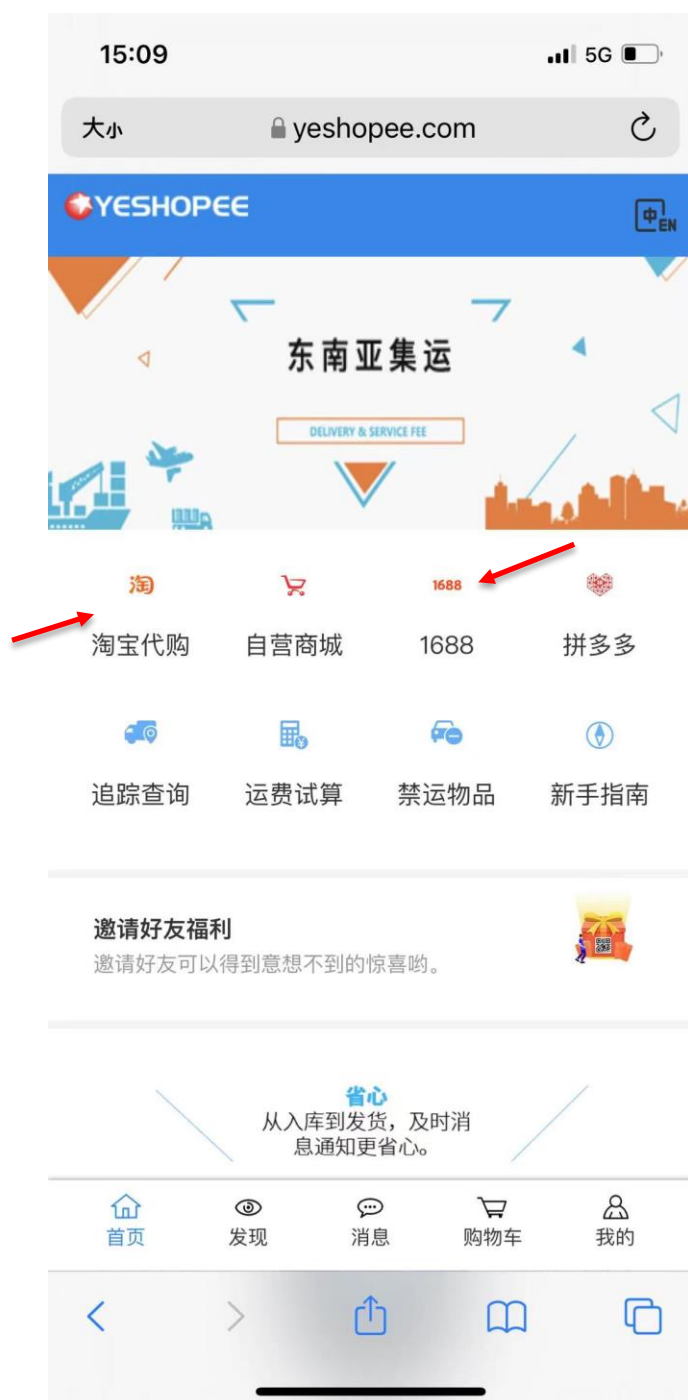 15:09
5G
大小
yeshopee.com
YESHOPEE
中EN
东南亚集运
DELIVERY & SERVICE FEE
淘
1688
淘宝代购 自营商城 1688 拼多多
追踪查询 运费试算 禁运物品 新手指南
邀请好友福利
邀请好友可以得到意想不到的惊喜哟。
省心
从入库到发货，及时消
息通知更省心。
首页 发现 消息 购物车 我的